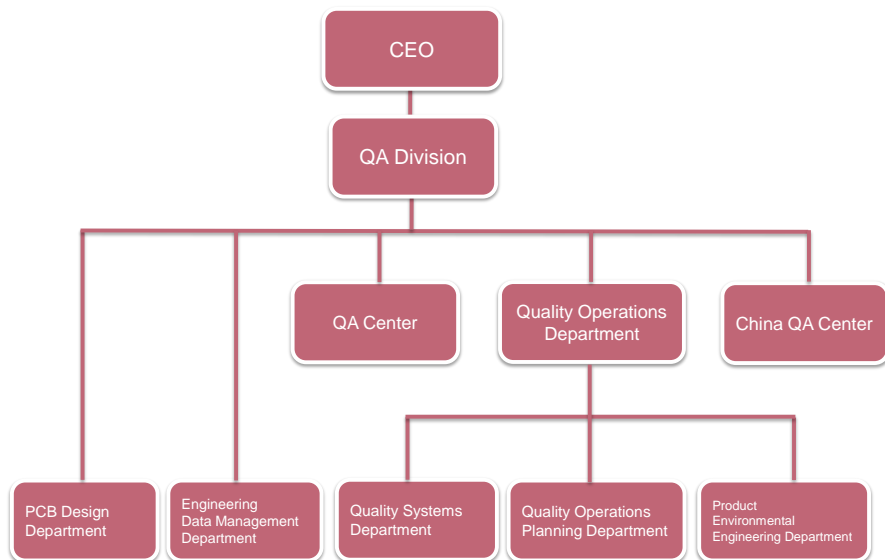 CEO
QA Division
QA Center
Quality Operations
Department
China QA Center
PCB Design
Department
Engineering
Data Management
Department
Quality Systems
Department
Quality Operations
Planning Department
Product
Environmental
Engineering Department